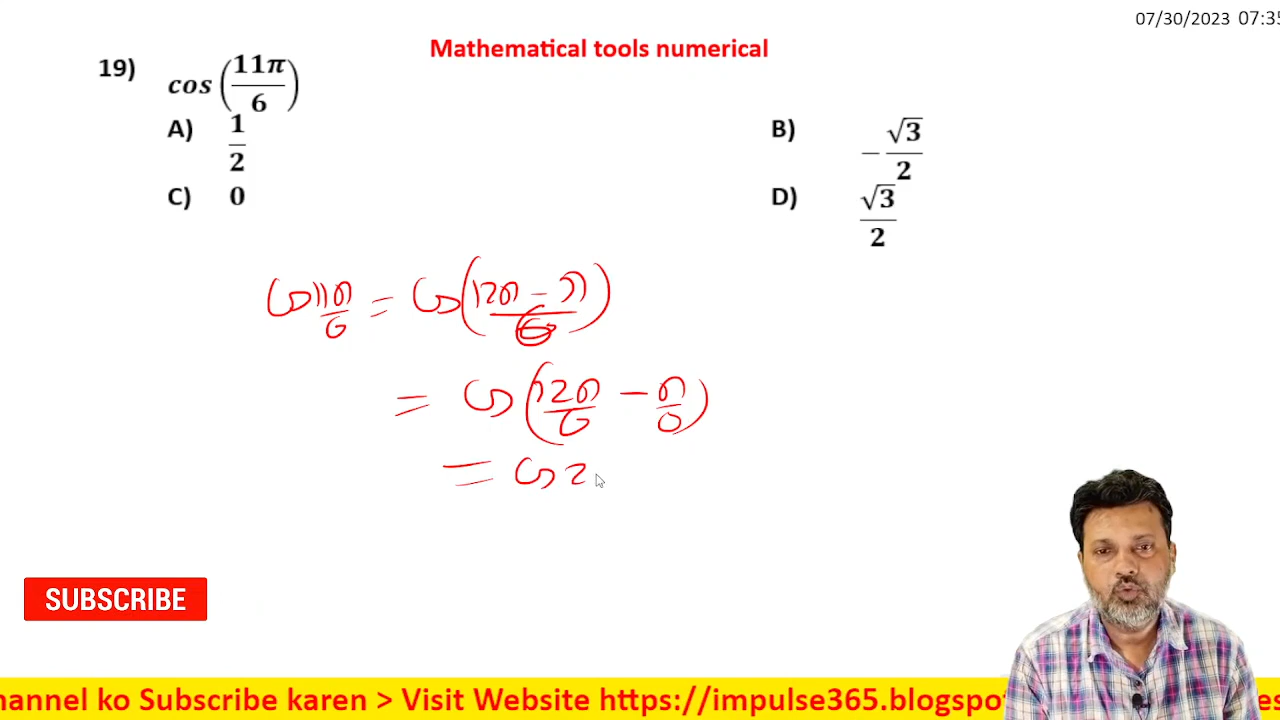 07/30/2023 07:35
Mathematical tools numerical
19) cos(11π/6)
A) 1/2
B) −√3/2
C) 0
D) √3/2
cos 11π/6 = cos(12π − π)/6
= cos(12π/6 − π/6)
= cos 2
SUBSCRIBE
hannel ko Subscribe karen > Visit Website https://impulse365.blogspo